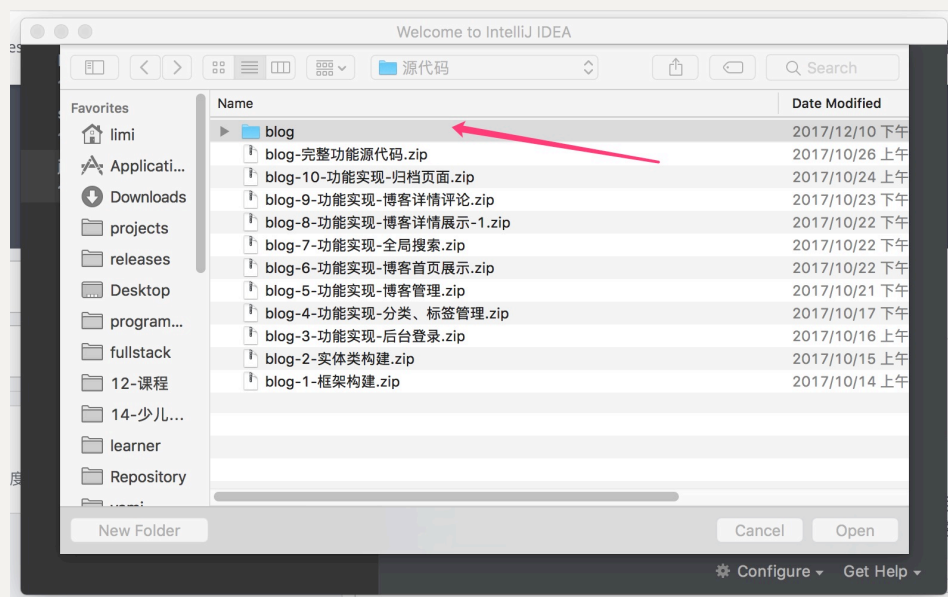 Welcome to IntelliJ IDEA
源代码
Search
Favorites
Name
Date Modified
limi
blog
2017/12/10 下午
blog-完整功能源代码.zip
2017/10/26 上午
Applicati...
blog-10-功能实现-归档页面.zip
2017/10/24 上午
Downloads
blog-9-功能实现-博客详情评论.zip
2017/10/23 下午
projects
blog-8-功能实现-博客详情展示-1.zip
2017/10/22 下午
blog-7-功能实现-全局搜索.zip
2017/10/22 下午
releases
blog-6-功能实现-博客首页展示.zip
2017/10/22 下午
Desktop
blog-5-功能实现-博客管理.zip
2017/10/21 下午
program...
blog-4-功能实现-分类、标签管理.zip
2017/10/17 下午
blog-3-功能实现-后台登录.zip
2017/10/16 上午
fullstack
blog-2-实体类构建.zip
2017/10/15 上午
12-课程
blog-1-框架构建.zip
2017/10/14 上午
14-少儿...
learner
Repository
度
New Folder
Cancel
Open
Configure
Get Help